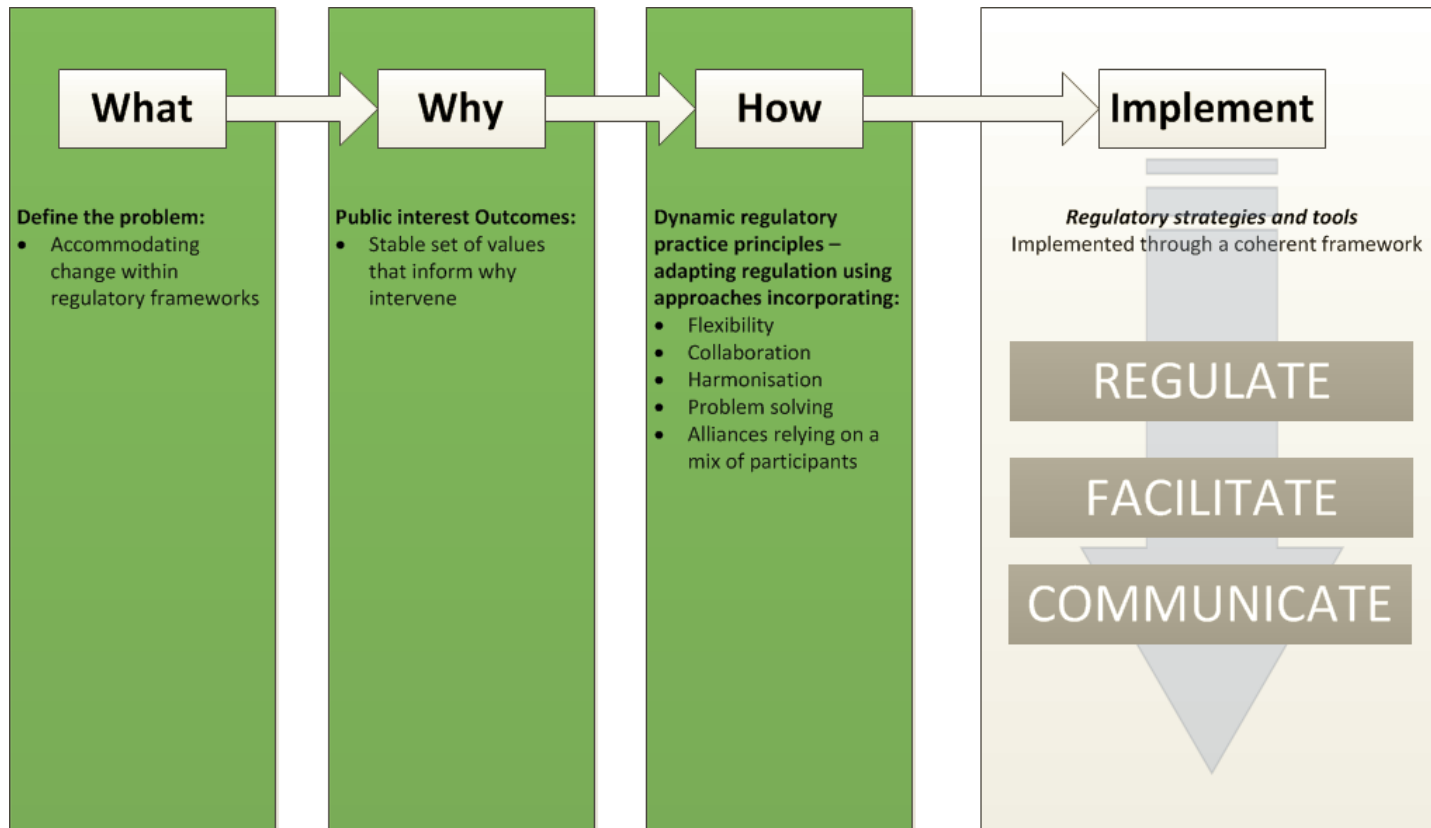 What
Why
How
Implement
Define the problem:
• Accommodating
change within
regulatory frameworks
Public interest Outcomes:
• Stable set of values
that inform why
intervene
Dynamic regulatory
practice principles –
adapting regulation using
approaches incorporating:
• Flexibility
• Collaboration
• Harmonisation
• Problem solving
• Alliances relying on a
mix of participants
Regulatory strategies and tools
Implemented through a coherent framework
REGULATE
FACILITATE
COMMUNICATE